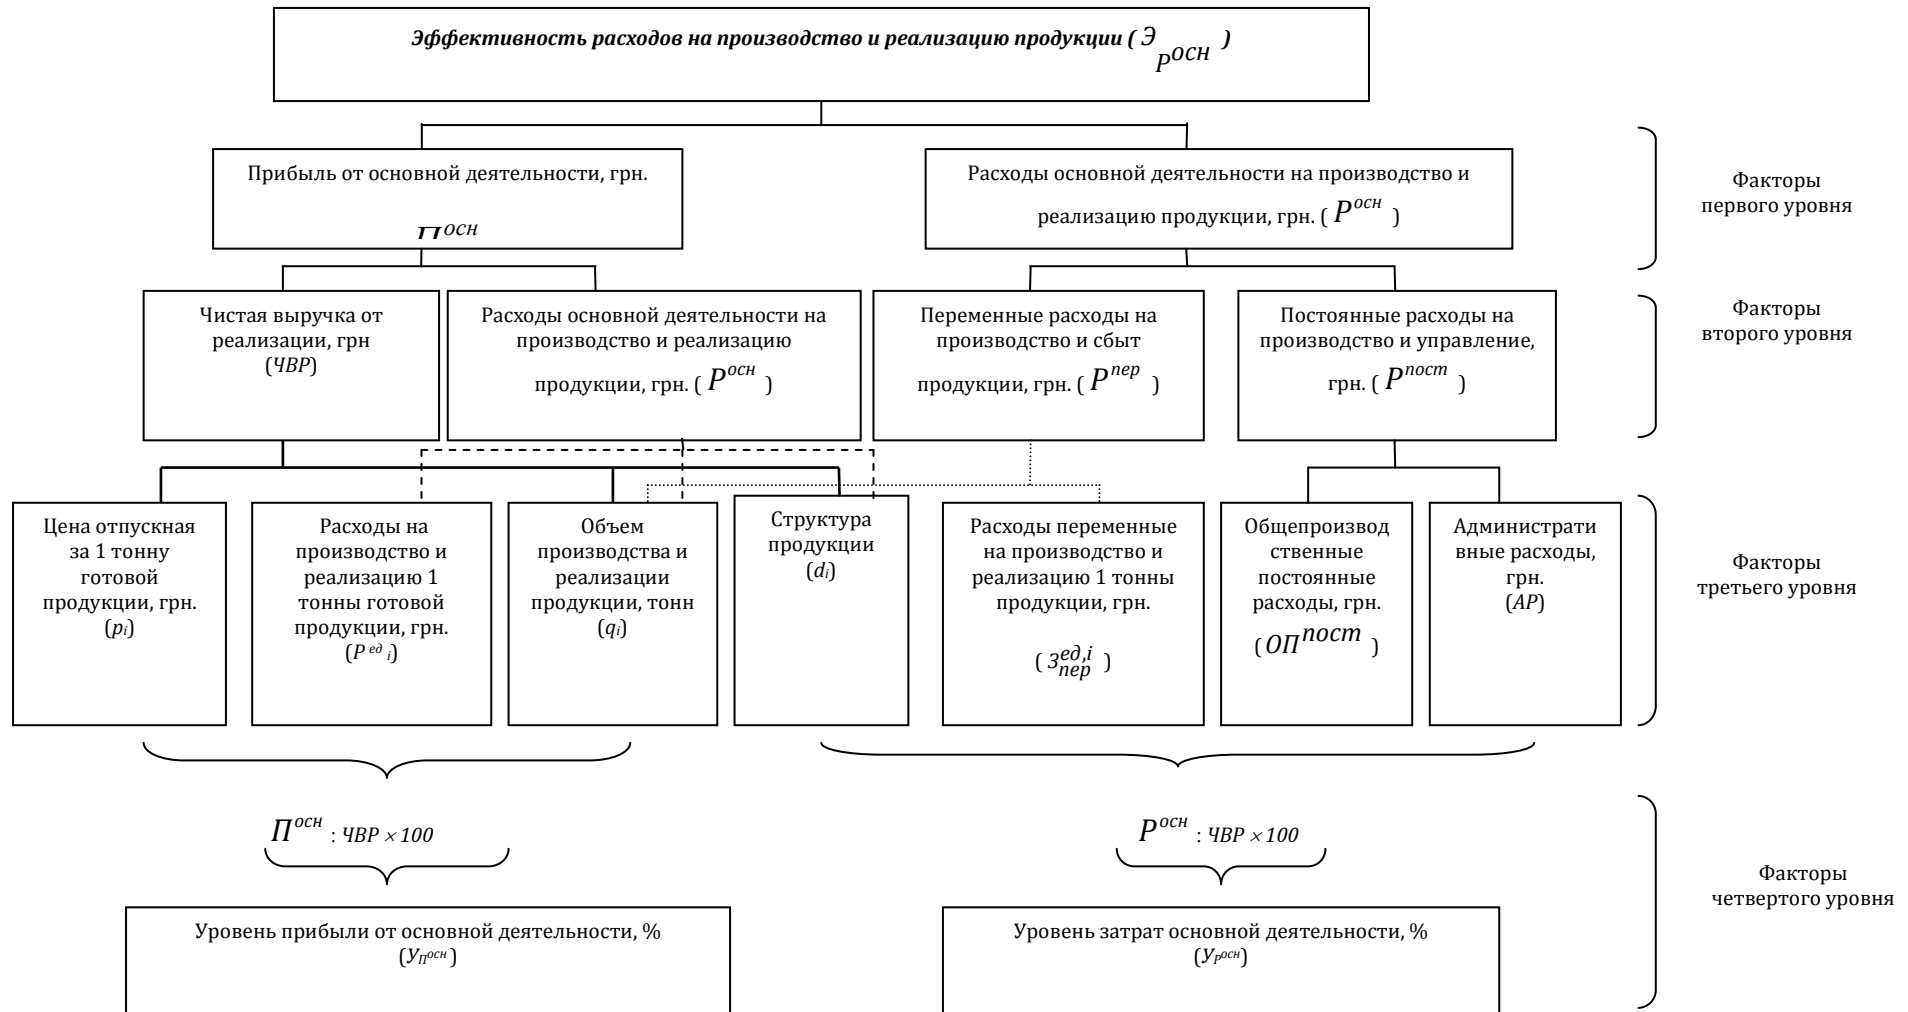 Эффективность расходов на производство и реализацию продукции ( Э Pосн )
Прибыль от основной деятельности, грн.
Посн
Расходы основной деятельности на производство и
реализацию продукции, грн. ( Pосн )
Факторы
первого уровня
Чистая выручка от
реализации, грн
(ЧВР)
Расходы основной деятельности на
производство и реализацию
продукции, грн. ( Pосн )
Переменные расходы на
производство и сбыт
продукции, грн. ( Pпер )
Постоянные расходы на
производство и управление,
грн. ( Pпост )
Факторы
второго уровня
Цена отпускная
за 1 тонну
готовой
продукции, грн.
(pi)
Расходы на
производство и
реализацию 1
тонны готовой
продукции, грн.
(P ед i)
Объем
производства и
реализации
продукции, тонн
(qi)
Структура
продукции
(di)
Расходы переменные
на производство и
реализацию 1 тонны
продукции, грн.
( Зпер ед,i )
Общепроизвод
ственные
постоянные
расходы, грн.
( ОПпост )
Администрати
вные расходы,
грн.
(АР)
Факторы
третьего уровня
Посн : ЧВР × 100
Pосн : ЧВР × 100
Факторы
четвертого уровня
Уровень прибыли от основной деятельности, %
(УПосн)
Уровень затрат основной деятельности, %
(УPосн)